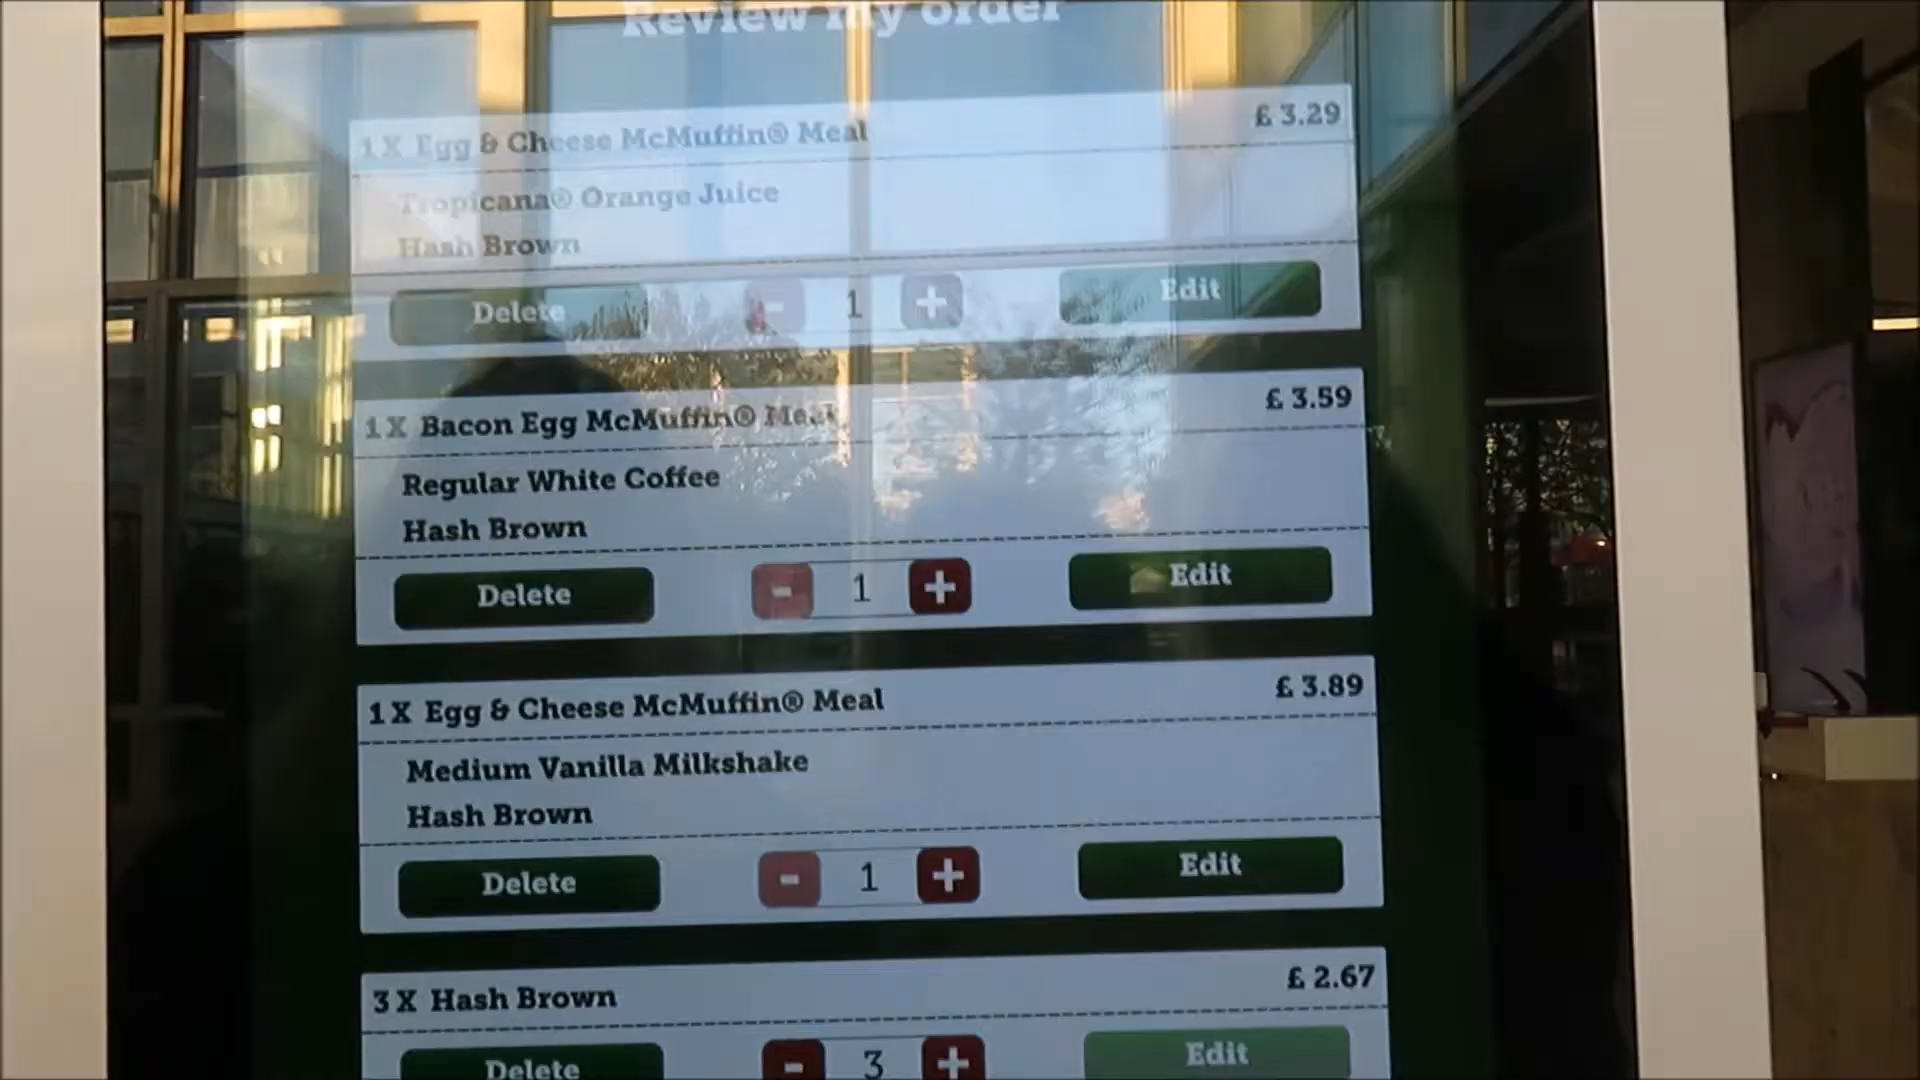 Review my order
1 X Egg & Cheese McMuffin® Meal £ 3.29
Tropicana® Orange Juice
Hash Brown
Delete - 1 + Edit
1 X Bacon Egg McMuffin® Meal £ 3.59
Regular White Coffee
Hash Brown
Delete - 1 + Edit
1 X Egg & Cheese McMuffin® Meal £ 3.89
Medium Vanilla Milkshake
Hash Brown
Delete - 1 + Edit
3 X Hash Brown £ 2.67
Delete - 3 + Edit